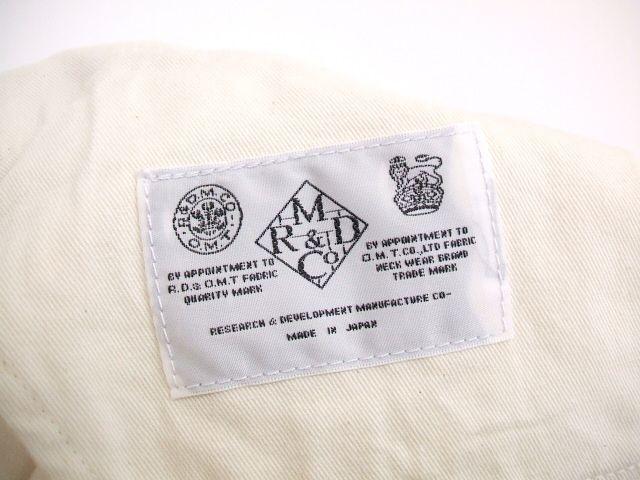 R&D.M.CO
O.M.T
M
R & D
Co
BY APPOINTMENT TO
R.D.& O.M.T FABRIC
QUARITY MARK
BY APPOINTMENT TO
O.M.T.CO.,LTD FABRIC
NECK WEAR BRAND
TRADE MARK
RESEARCH & DEVELOPMENT MANUFACTURE CO-
MADE IN JAPAN